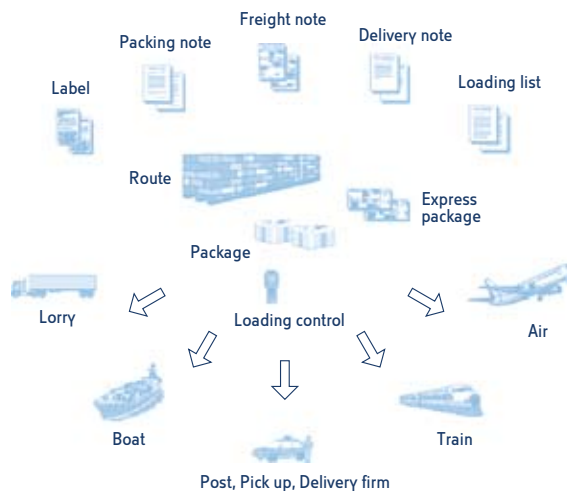 Freight note
Packing note
Delivery note
Label
Loading list
Route
Express
package
Package
Lorry
Loading control
Air
Boat
Train
Post, Pick up, Delivery firm